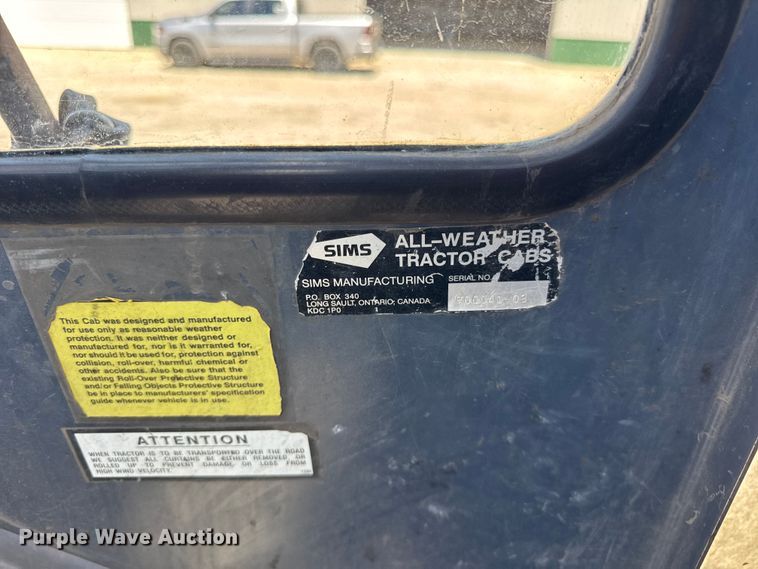 SIMS
ALL-WEATHER
TRACTOR CABS
SIMS MANUFACTURING
SERIAL NO.
P.O. BOX 340
LONG SAULT, ONTARIO, CANADA
KDC 1P0
This Cab was designed and manufactured
for use only as reasonable weather
protection. It was neither designed or
manufactured for, nor is it warranted for,
nor should it be used for, protection against
collision, roll-over, harmful chemical or
other accidents. Also be sure that the
existing Roll-Over Protective Structure
and/or Falling Objects Protective Structure
be in place to manufacturers' specification
guide whenever vehicle is in use.
ATTENTION
WHEN TRACTOR IS TO BE TRANSPORTED OVER THE ROAD
WE SUGGEST ALL CURTAINS BE EITHER REMOVED OR
ROLLED UP TO PREVENT DAMAGE OR LOSS FROM
HIGH WIND VELOCITY.
Purple Wave Auction